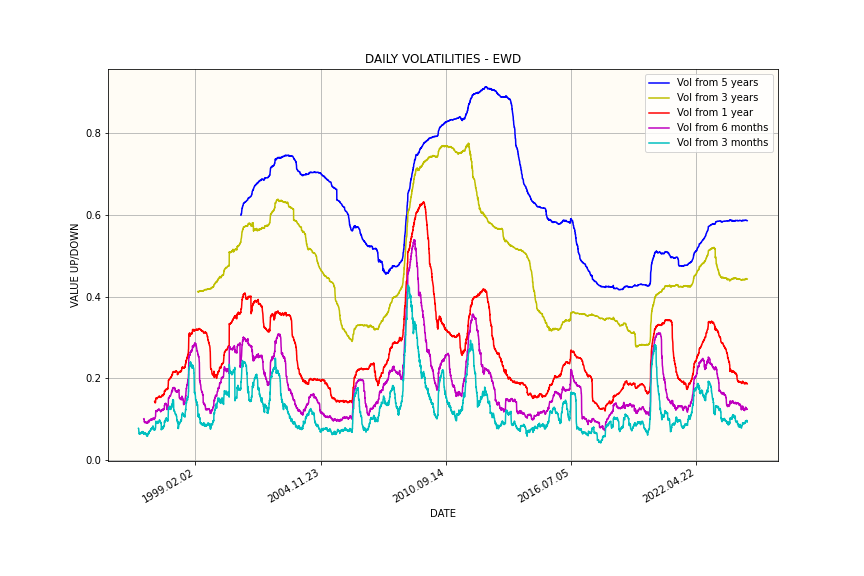 DAILY VOLATILITIES - EWD
Vol from 5 years
Vol from 3 years
Vol from 1 year
Vol from 6 months
Vol from 3 months
VALUE UP/DOWN
0.8
0.6
0.4
0.2
0.0
1999.02.02
2004.11.23
2010.09.14
2016.07.05
2022.04.22
DATE